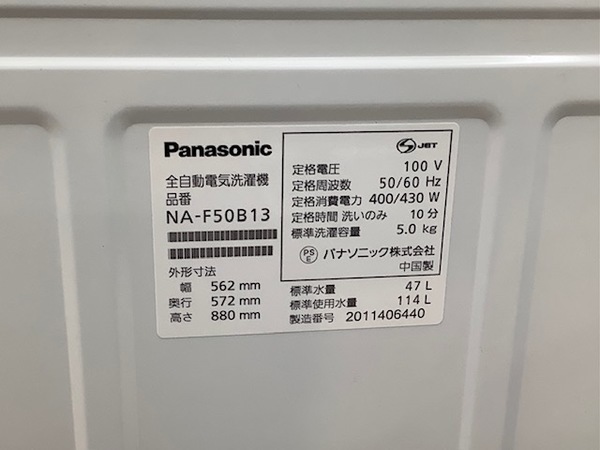 Panasonic
全自動電気洗濯機
品番
NA-F50B13
外形寸法
幅 562 mm
奥行 572 mm
高さ 880 mm
S JET
定格電圧 100 V
定格周波数 50/60 Hz
定格消費電力 400/430 W
定格時間 洗いのみ 10分
標準洗濯容量 5.0 kg
PS E パナソニック株式会社
中国製
標準水量 47 L
標準使用水量 114 L
製造番号 2011406440